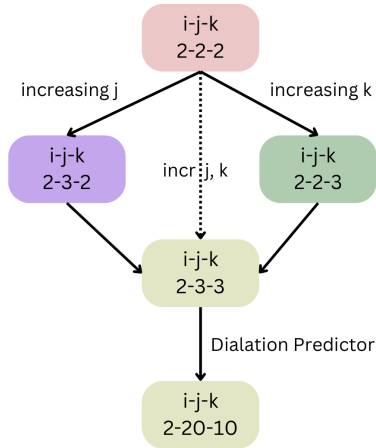 i-j-k
2-2-2
increasing j
increasing k
i-j-k
2-3-2
incr j, k
i-j-k
2-2-3
i-j-k
2-3-3
Dialation Predictor
i-j-k
2-20-10